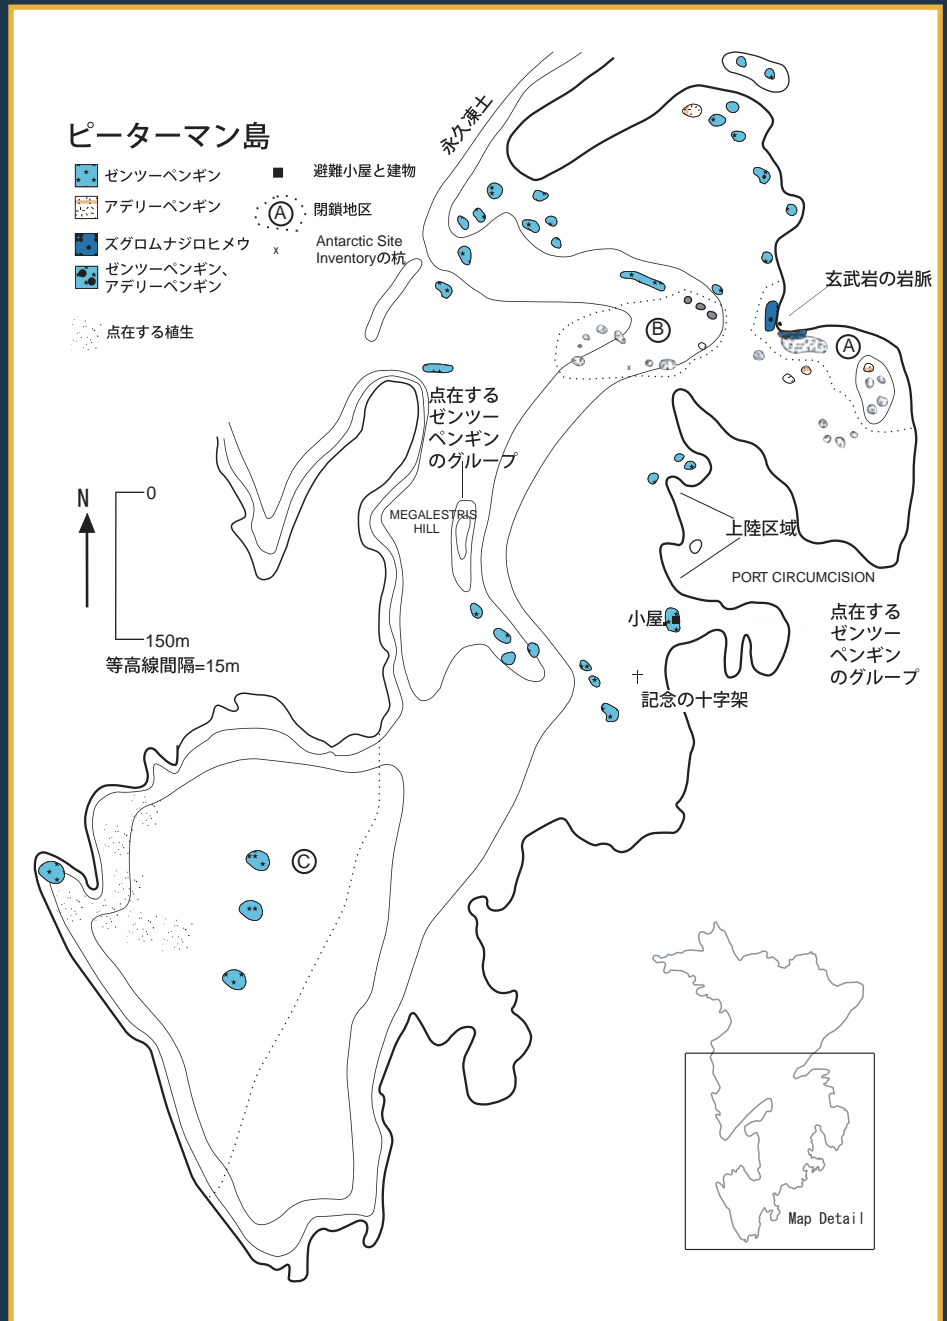 ピーターマン島
ゼンツーペンギン
アデリーペンギン
ズグロムナジロヒメウ
ゼンツーペンギン、
アデリーペンギン
点在する植生
避難小屋と建物
A
閉鎖地区
x
Antarctic Site
Inventoryの杭
永久凍土
玄武岩の岩脈
B
A
x
点在する
ゼンツー
ペンギン
のグループ
MEGALESTRIS
HILL
N
0
150m
等高線間隔=15m
上陸区域
PORT CIRCUMCISION
小屋
点在する
ゼンツー
ペンギン
のグループ
記念の十字架
C
Map Detail